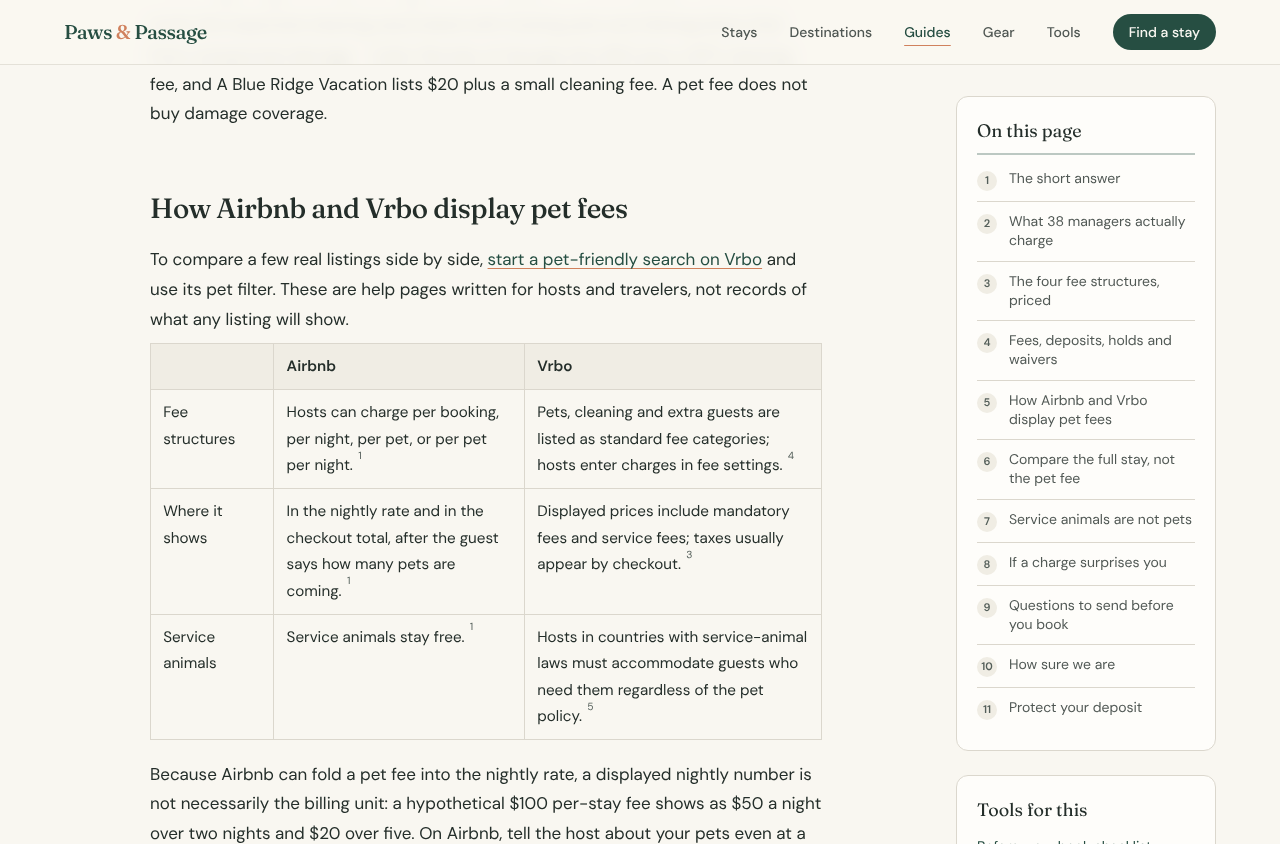 Paws & Passage
Stays
Destinations
Guides
Gear
Tools
Find a stay
fee, and A Blue Ridge Vacation lists $20 plus a small cleaning fee. A pet fee does not
buy damage coverage.
How Airbnb and Vrbo display pet fees
To compare a few real listings side by side, start a pet-friendly search on Vrbo and
use its pet filter. These are help pages written for hosts and travelers, not records of
what any listing will show.
Airbnb
Vrbo
Fee
structures
Hosts can charge per booking,
per night, per pet, or per pet
per night. 1
Pets, cleaning and extra guests are
listed as standard fee categories;
hosts enter charges in fee settings. 4
Where it
shows
In the nightly rate and in the
checkout total, after the guest
says how many pets are
coming. 1
Displayed prices include mandatory
fees and service fees; taxes usually
appear by checkout. 3
Service
animals
Service animals stay free. 1
Hosts in countries with service-animal
laws must accommodate guests who
need them regardless of the pet
policy. 5
Because Airbnb can fold a pet fee into the nightly rate, a displayed nightly number is
not necessarily the billing unit: a hypothetical $100 per-stay fee shows as $50 a night
over two nights and $20 over five. On Airbnb, tell the host about your pets even at a
On this page
1 The short answer
2 What 38 managers actually
charge
3 The four fee structures,
priced
4 Fees, deposits, holds and
waivers
5 How Airbnb and Vrbo
display pet fees
6 Compare the full stay, not
the pet fee
7 Service animals are not pets
8 If a charge surprises you
9 Questions to send before
you book
10 How sure we are
11 Protect your deposit
Tools for this